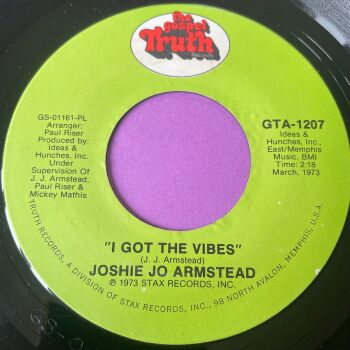 the gospel
Truth
Records
GS-01161-PL
Arranger:
Paul Riser
Produced by:
Ideas &
Hunches, Inc.
Under
Supervision Of
J. J. Armstead,
Paul Riser &
Mickey Mathis
GTA-1207
Ideas &
Hunches, Inc.,
East/Memphis
Music, BMI
Time: 2:18
March, 1973
"I GOT THE VIBES"
(J. J. Armstead)
JOSHIE JO ARMSTEAD
℗ 1973 STAX RECORDS, INC.
TRUTH RECORDS, A DIVISION OF STAX RECORDS, INC., 98 NORTH AVALON, MEMPHIS, U.S.A.